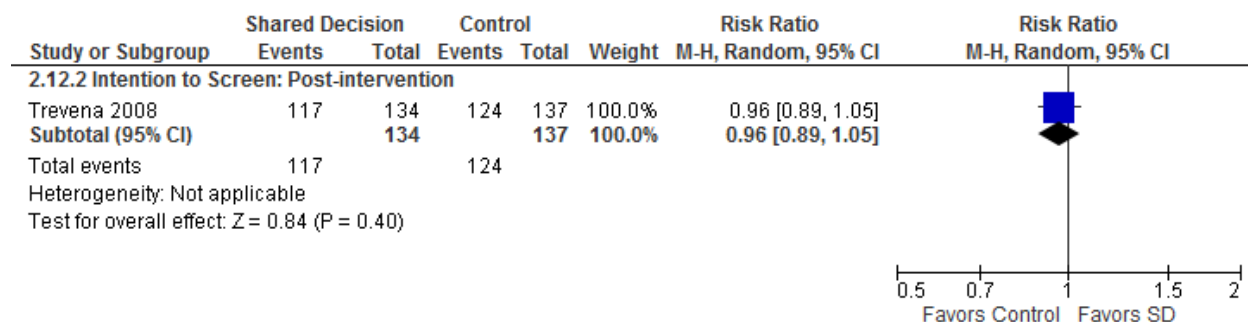 Shared Decision Control Risk Ratio Risk Ratio
Study or Subgroup Events Total Events Total Weight M-H, Random, 95% CI M-H, Random, 95% CI
2.12.2 Intention to Screen: Post-intervention
Trevena 2008 117 134 124 137 100.0% 0.96 [0.89, 1.05]
Subtotal (95% CI) 134 137 100.0% 0.96 [0.89, 1.05]
Total events 117 124
Heterogeneity: Not applicable
Test for overall effect: Z = 0.84 (P = 0.40)
0.5 0.7 1 1.5 2
Favors Control Favors SD